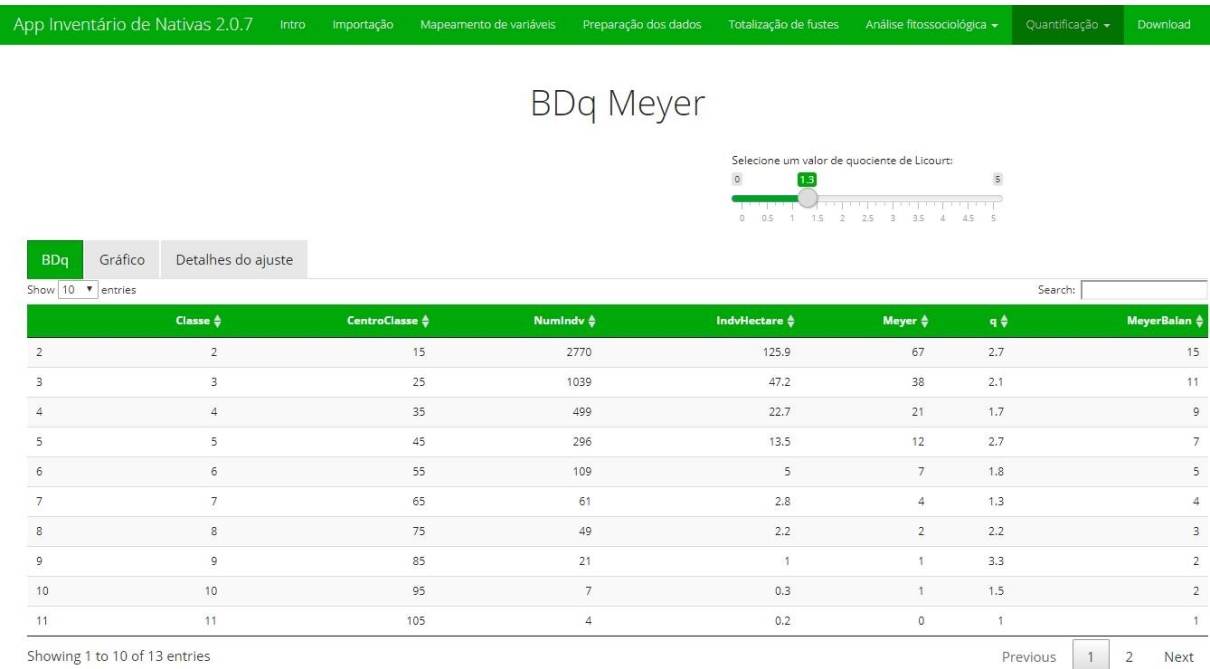 App Inventário de Nativas 2.0.7 Intro Importação Mapeamento de variáveis Preparação dos dados Totalização de fustes Análise fitossociológica Quantificação Download
BDq Meyer
Selecione um valor de quociente de Licourt:
0 1.3 5
0 0.5 1 1.5 2 2.5 3 3.5 4 4.5 5
BDq Gráfico Detalhes do ajuste
Show 10 entries Search:
Classe CentroClasse NumIndv IndvHectare Meyer q MeyerBalan
2 2 15 2770 125.9 67 2.7 15
3 3 25 1039 47.2 38 2.1 11
4 4 35 499 22.7 21 1.7 9
5 5 45 296 13.5 12 2.7 7
6 6 55 109 5 7 1.8 5
7 7 65 61 2.8 4 1.3 4
8 8 75 49 2.2 2 2.2 3
9 9 85 21 1 1 3.3 2
10 10 95 7 0.3 1 1.5 2
11 11 105 4 0.2 0 1 1
Showing 1 to 10 of 13 entries Previous 1 2 Next